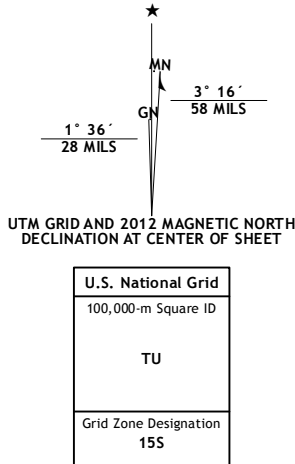 MN
3° 16´
58 MILS
GN
1° 36´
28 MILS
UTM GRID AND 2012 MAGNETIC NORTH
DECLINATION AT CENTER OF SHEET
U.S. National Grid
100,000-m Square ID
TU
Grid Zone Designation
15S